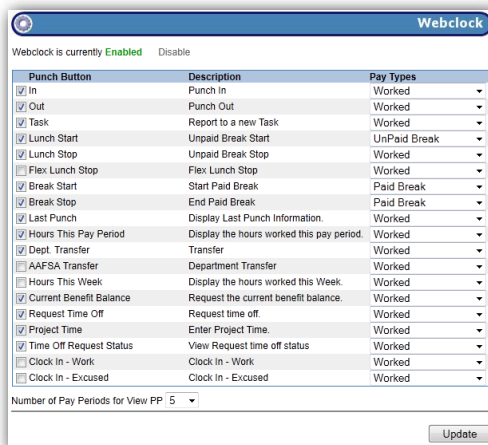 Webclock
Webclock is currently Enabled Disable
Punch Button Description Pay Types
In Punch In Worked
Out Punch Out Worked
Task Report to a new Task Worked
Lunch Start Unpaid Break Start UnPaid Break
Lunch Stop Unpaid Break Stop Worked
Flex Lunch Stop Flex Lunch Stop Worked
Break Start Start Paid Break Paid Break
Break Stop End Paid Break Paid Break
Last Punch Display Last Punch Information. Worked
Hours This Pay Period Display the hours worked this pay period. Worked
Dept. Transfer Transfer Worked
AAFSA Transfer Department Transfer Worked
Hours This Week Display the hours worked this Week. Worked
Current Benefit Balance Request the current benefit balance. Worked
Request Time Off Request time off. Worked
Project Time Enter Project Time. Worked
Time Off Request Status View Request time off status Worked
Clock In - Work Clock In - Work Worked
Clock In - Excused Clock In - Excused Worked
Number of Pay Periods for View PP 5
Update